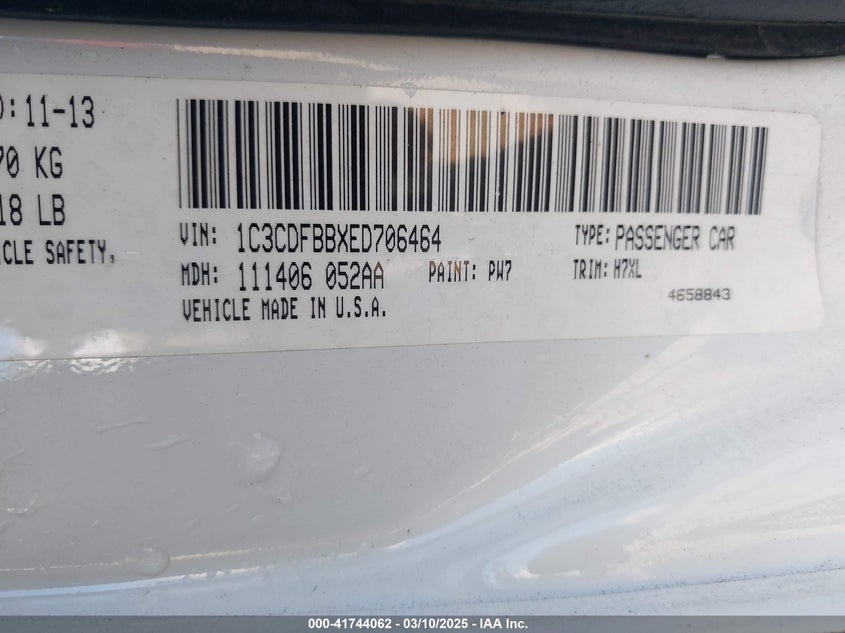 D: 11-13
70 KG
18 LB
ICLE SAFETY,
VIN: 1C3CDFBBXED706464
TYPE: PASSENGER CAR
MDH: 111406 052AA
PAINT: PW7
TRIM: H7XL
VEHICLE MADE IN U.S.A.
4658843
000-41744062 — 03/10/2025 - IAA Inc.